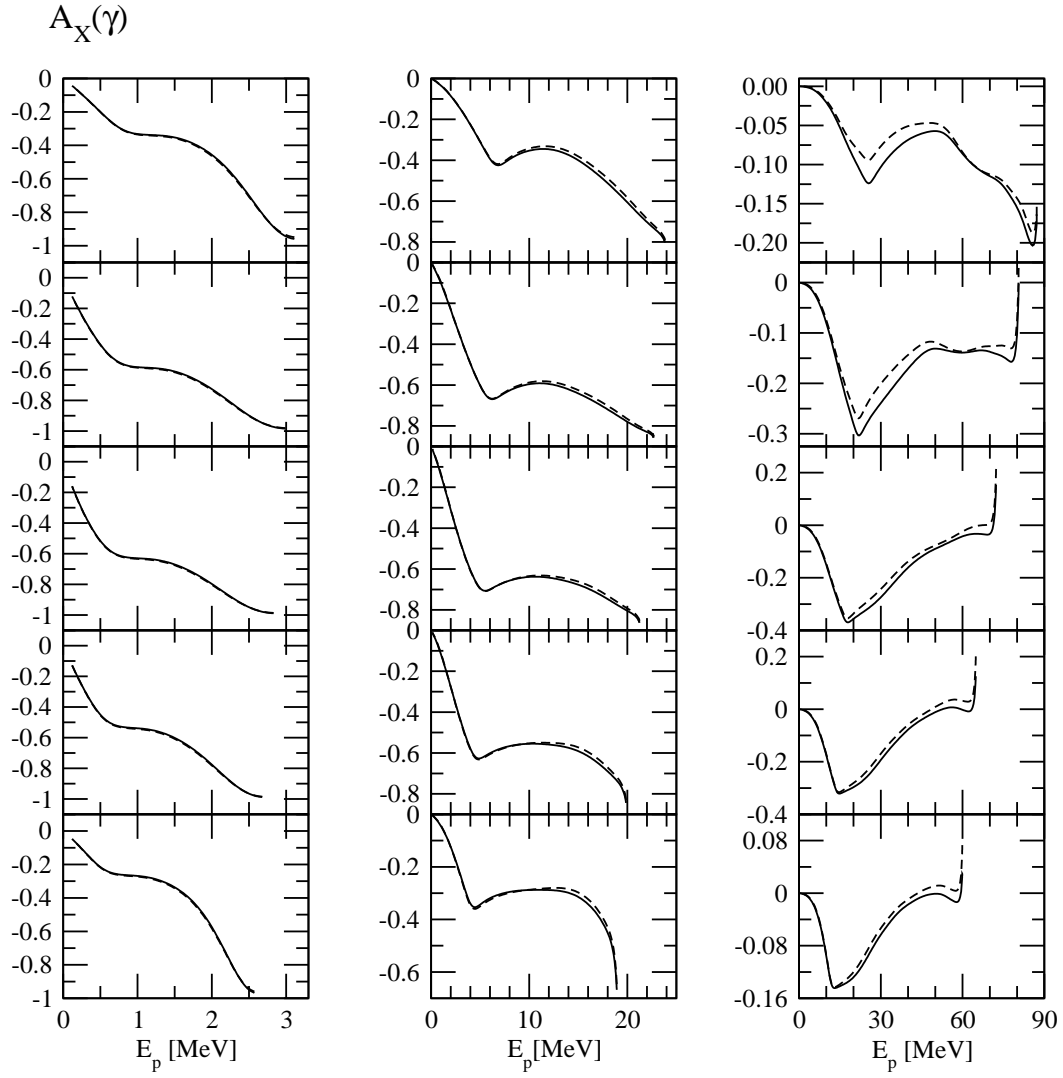 A_X(γ)
0 0 0.00
-0.2 -0.2 -0.05
-0.4 -0.4 -0.10
-0.6 -0.6 -0.15
-0.8 -0.8 -0.20
-1
0 0 0
-0.2 -0.2 -0.1
-0.4 -0.4 -0.2
-0.6 -0.6 -0.3
-0.8 -0.8
-1
0 0 0.2
-0.2 -0.2 0
-0.4 -0.4 -0.2
-0.6 -0.6 -0.4
-0.8 -0.8
-1
0 0 0.2
-0.2 -0.2 0
-0.4 -0.4 -0.2
-0.6 -0.6 -0.4
-0.8 -0.8
-1
0 0 0.08
-0.2 -0.2 0
-0.4 -0.4 -0.08
-0.6 -0.6 -0.16
-0.8
-1
0 1 2 3 0 10 20 0 30 60 90
E_p [MeV] E_p[MeV] E_p [MeV]